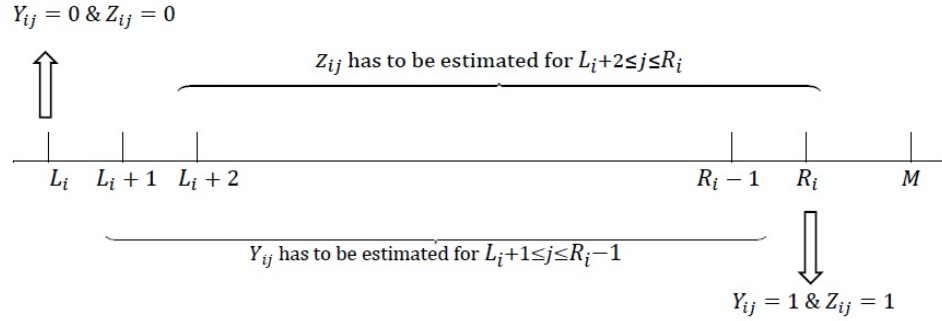 Y_{ij} = 0 & Z_{ij} = 0
Z_{ij} has to be estimated for L_i+2≤j≤R_i
L_i L_i + 1 L_i + 2 R_i − 1 R_i M
Y_{ij} has to be estimated for L_i+1≤j≤R_i−1
Y_{ij} = 1 & Z_{ij} = 1